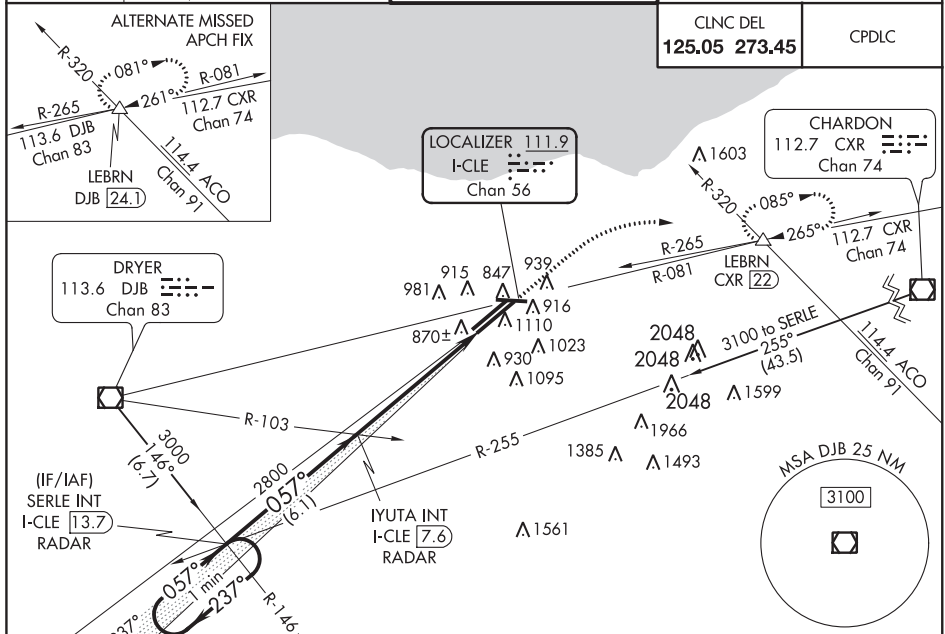 ALTERNATE MISSED
APCH FIX
R-320
081°
R-081
R-265
261°
112.7 CXR
Chan 74
113.6 DJB
Chan 83
114.4 ACO
Chan 91
LEBRN
DJB 24.1
CLNC DEL
125.05 273.45
CPDLC
LOCALIZER 111.9
I-CLE
Chan 56
CHARDON
112.7 CXR
Chan 74
1603
R-320
085°
265°
R-265
R-081
112.7 CXR
Chan 74
LEBRN
CXR 22
114.4 ACO
Chan 91
DRYER
113.6 DJB
Chan 83
981
915
847
939
916
870±
1110
1023
930
1095
2048
2048
2048
3100 to SERLE
255°
(43.5)
1599
1966
1385
1493
1561
R-103
R-255
3000
146°
(6.7)
2800
057°
(6.1)
(IF/IAF)
SERLE INT
I-CLE 13.7
RADAR
IYUTA INT
I-CLE 7.6
RADAR
057°
1 min
237°
237°
R-146
MSA DJB 25 NM
3100